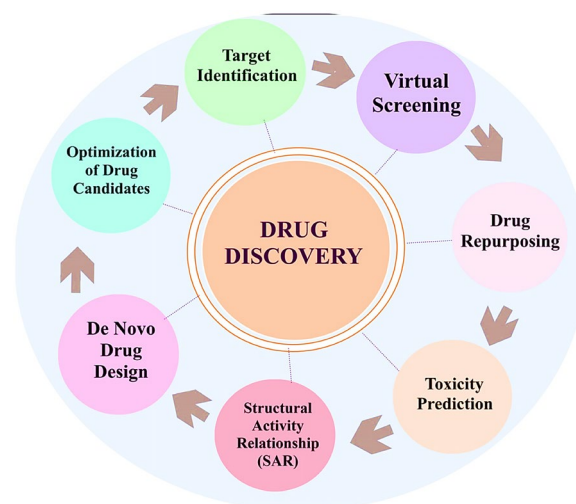 Target
Identification
Virtual
Screening
Optimization
of Drug
Candidates
Drug
Repurposing
DRUG
DISCOVERY
De Novo
Drug
Design
Toxicity
Prediction
Structural
Activity
Relationship
(SAR)